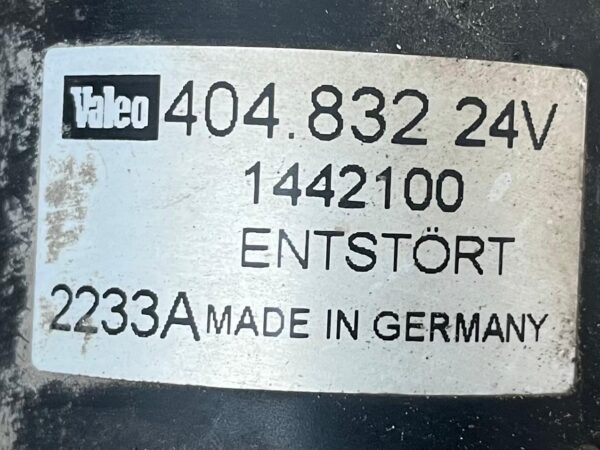 Valeo 404.832 24V
1442100
ENTSTÖRT
2233A MADE IN GERMANY